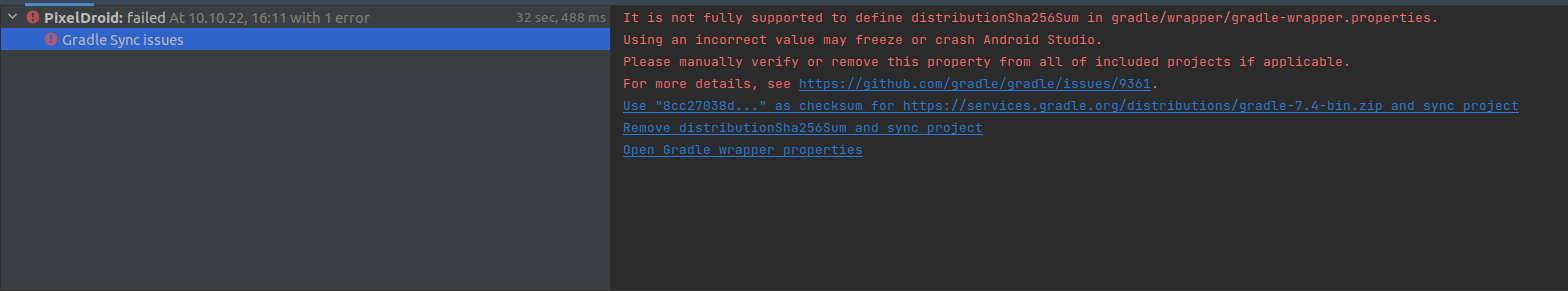 PixelDroid: failed At 10.10.22, 16:11 with 1 error 32 sec, 488 ms
Gradle Sync issues
It is not fully supported to define distributionSha256Sum in gradle/wrapper/gradle-wrapper.properties.
Using an incorrect value may freeze or crash Android Studio.
Please manually verify or remove this property from all of included projects if applicable.
For more details, see https://github.com/gradle/gradle/issues/9361.
Use "8cc27038d..." as checksum for https://services.gradle.org/distributions/gradle-7.4-bin.zip and sync project
Remove distributionSha256Sum and sync project
Open Gradle wrapper properties